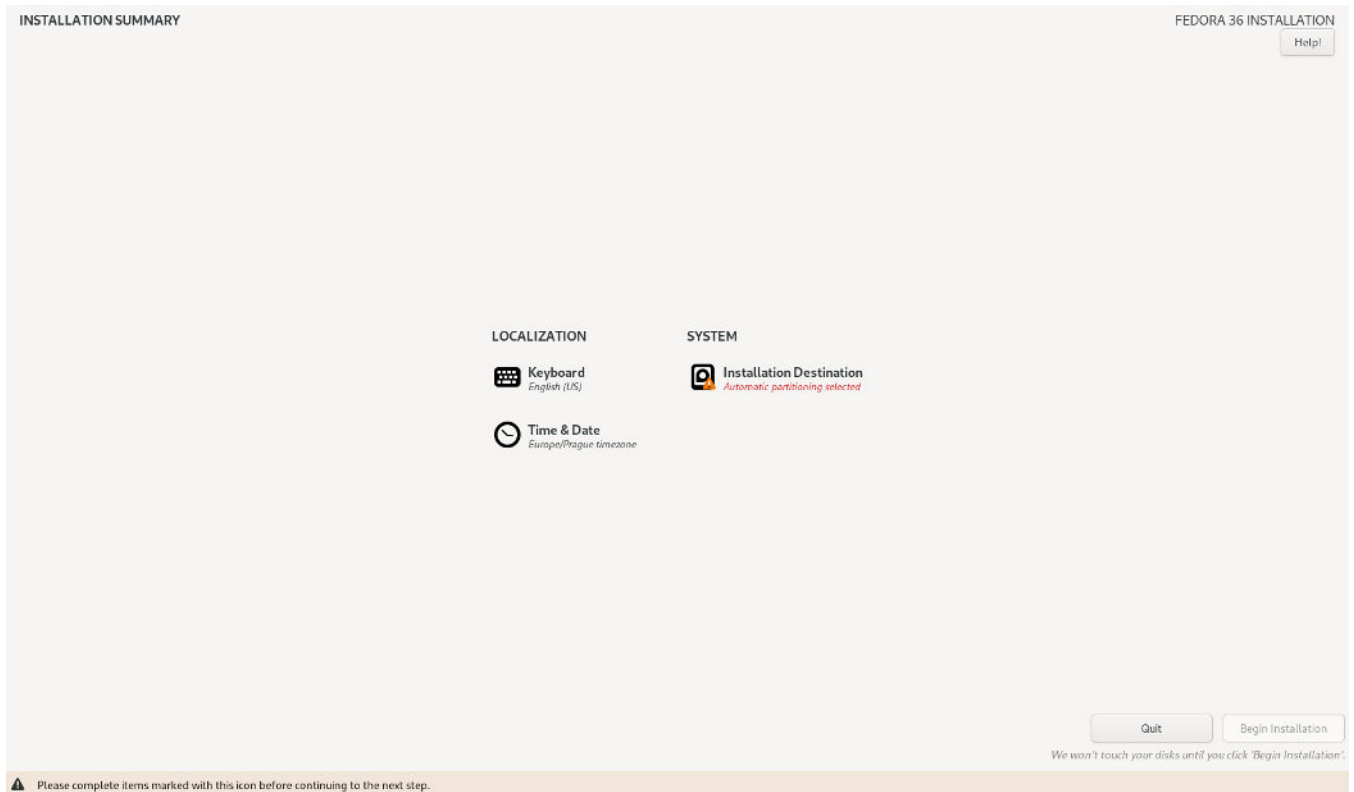 INSTALLATION SUMMARY
FEDORA 36 INSTALLATION
Help!
LOCALIZATION
SYSTEM
Keyboard
English (US)
Installation Destination
Automatic partitioning selected
Time & Date
Europe/Prague timezone
Quit
Begin Installation
We won't touch your disks until you click 'Begin Installation'.
Please complete items marked with this icon before continuing to the next step.